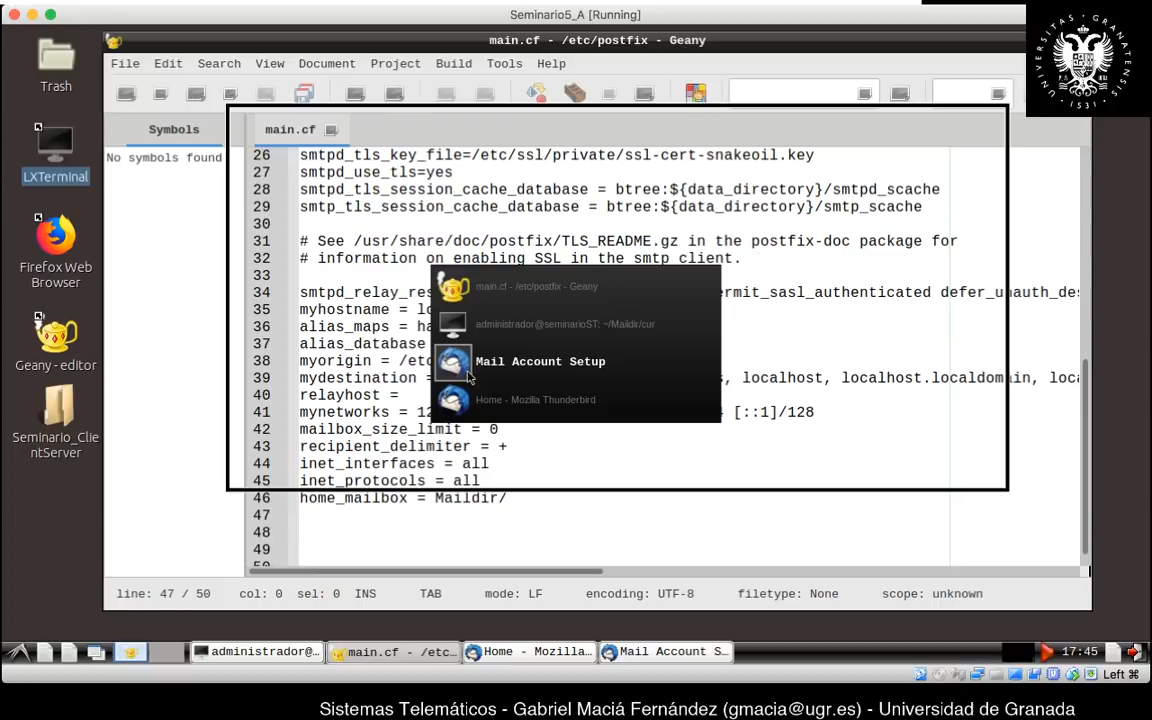 Seminario5_A [Running]
UNIVERSITAS GRANATENSIS
1531
main.cf - /etc/postfix - Geany
File Edit Search View Document Project Build Tools Help
Trash
LXTerminal
Firefox Web
Browser
Geany - editor
Seminario_Clie
ntServer
Symbols
No symbols found
main.cf
26 smtpd_tls_key_file=/etc/ssl/private/ssl-cert-snakeoil.key
27 smtpd_use_tls=yes
28 smtpd_tls_session_cache_database = btree:${data_directory}/smtpd_scache
29 smtp_tls_session_cache_database = btree:${data_directory}/smtp_scache
30
31 # See /usr/share/doc/postfix/TLS_README.gz in the postfix-doc package for
32 # information on enabling SSL in the smtp client.
33
34 smtpd_relay_res ermit_sasl_authenticated defer_unauth_des
35 myhostname = lo
36 alias_maps = ha
37 alias_database
38 myorigin = /etc
39 mydestination = , localhost, localhost.localdomain, loca
40 relayhost =
41 mynetworks = 12 4 [::1]/128
42 mailbox_size_limit = 0
43 recipient_delimiter = +
44 inet_interfaces = all
45 inet_protocols = all
46 home_mailbox = Maildir/
47
48
49
50
main.cf - /etc/postfix - Geany
administrador@seminarioST: ~/Maildir/cur
Mail Account Setup
Home - Mozilla Thunderbird
line: 47 / 50 col: 0 sel: 0 INS TAB mode: LF encoding: UTF-8 filetype: None scope: unknown
administrador@... main.cf - /etc... Home - Mozilla... Mail Account S... 17:45
Left ⌘
Sistemas Telemáticos - Gabriel Maciá Fernández (gmacia@ugr.es) - Universidad de Granada